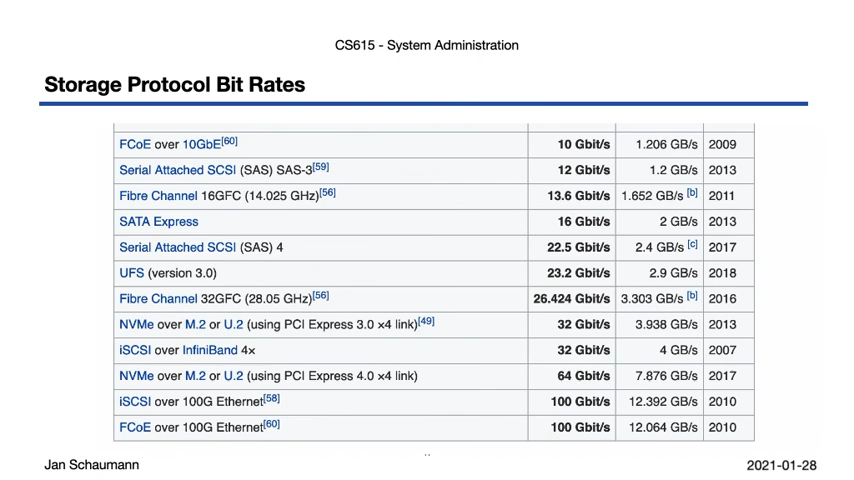 CS615 - System Administration
Storage Protocol Bit Rates
FCoE over 10GbE[60] 10 Gbit/s 1.206 GB/s 2009
Serial Attached SCSI (SAS) SAS-3[59] 12 Gbit/s 1.2 GB/s 2013
Fibre Channel 16GFC (14.025 GHz)[56] 13.6 Gbit/s 1.652 GB/s [b] 2011
SATA Express 16 Gbit/s 2 GB/s 2013
Serial Attached SCSI (SAS) 4 22.5 Gbit/s 2.4 GB/s [c] 2017
UFS (version 3.0) 23.2 Gbit/s 2.9 GB/s 2018
Fibre Channel 32GFC (28.05 GHz)[56] 26.424 Gbit/s 3.303 GB/s [b] 2016
NVMe over M.2 or U.2 (using PCI Express 3.0 ×4 link)[49] 32 Gbit/s 3.938 GB/s 2013
iSCSI over InfiniBand 4× 32 Gbit/s 4 GB/s 2007
NVMe over M.2 or U.2 (using PCI Express 4.0 ×4 link) 64 Gbit/s 7.876 GB/s 2017
iSCSI over 100G Ethernet[58] 100 Gbit/s 12.392 GB/s 2010
FCoE over 100G Ethernet[60] 100 Gbit/s 12.064 GB/s 2010
Jan Schaumann 2021-01-28